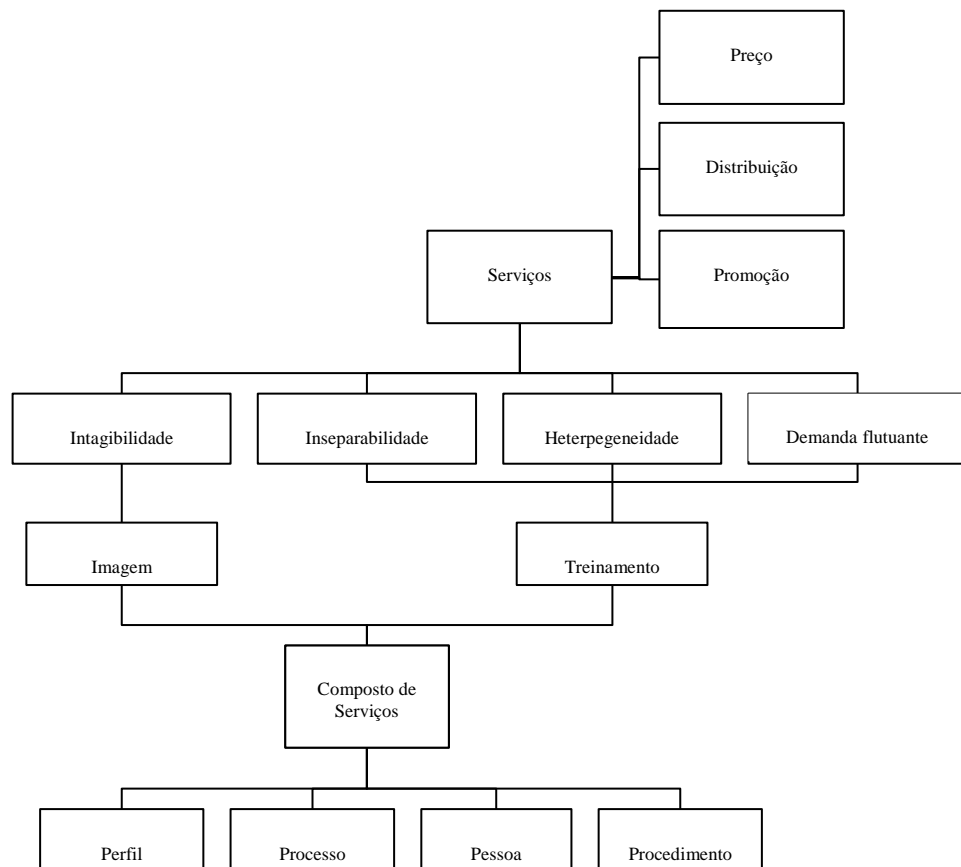 Preço
Distribuição
Serviços
Promoção
Intagibilidade
Inseparabilidade
Heterpegeneidade
Demanda flutuante
Imagem
Treinamento
Composto de
Serviços
Perfil
Processo
Pessoa
Procedimento